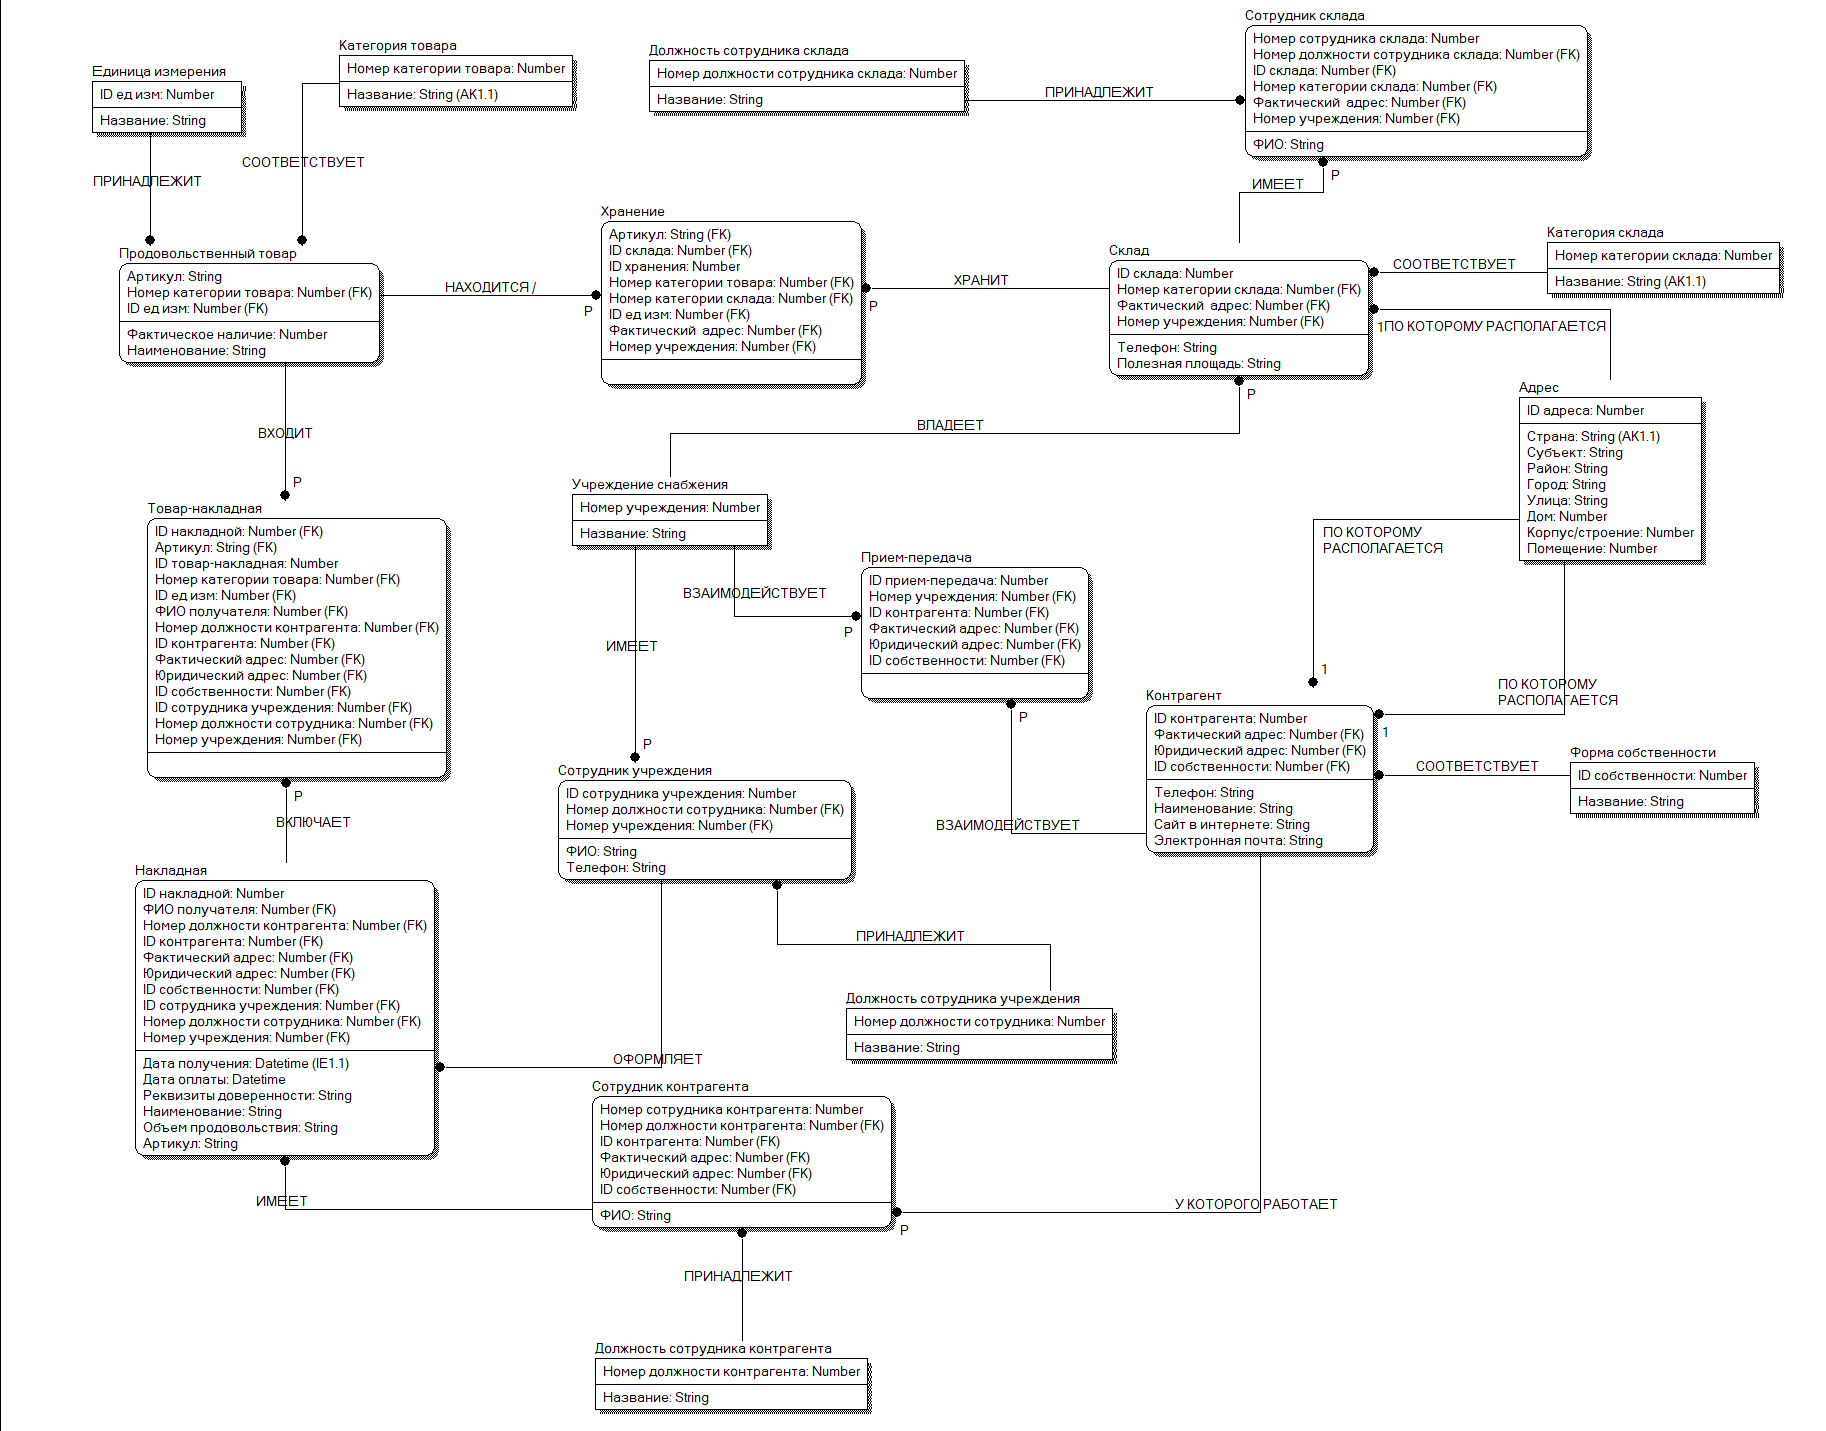 Единица измерения
ID ед изм: Number
Название: String
Категория товара
Номер категории товара: Number
Название: String (AK1.1)
Должность сотрудника склада
Номер должности сотрудника склада: Number
Название: String
ПРИНАДЛЕЖИТ
Сотрудник склада
Номер сотрудника склада: Number
Номер должности сотрудника склада: Number (FK)
ID склада: Number (FK)
Номер категории склада: Number (FK)
Фактический адрес: Number (FK)
Номер учреждения: Number (FK)
ФИО: String
СООТВЕТСТВУЕТ
ПРИНАДЛЕЖИТ
ИМЕЕТ
P
Продовольственный товар
Артикул: String
Номер категории товара: Number (FK)
ID ед изм: Number (FK)
Фактическое наличие: Number
Наименование: String
НАХОДИТСЯ /
P
Хранение
Артикул: String (FK)
ID склада: Number (FK)
ID хранения: Number
Номер категории товара: Number (FK)
Номер категории склада: Number (FK)
ID ед изм: Number (FK)
Фактический адрес: Number (FK)
Номер учреждения: Number (FK)
ХРАНИТ
P
Склад
ID склада: Number
Номер категории склада: Number (FK)
Фактический адрес: Number (FK)
Номер учреждения: Number (FK)
Телефон: String
Полезная площадь: String
P
СООТВЕТСТВУЕТ
Категория склада
Номер категории склада: Number
Название: String (AK1.1)
1
ПО КОТОРОМУ РАСПОЛАГАЕТСЯ
Адрес
ID адреса: Number
Страна: String (AK1.1)
Субъект: String
Район: String
Город: String
Улица: String
Дом: Number
Корпус/строение: Number
Помещение: Number
ВХОДИТ
P
ВЛАДЕЕТ
Учреждение снабжения
Номер учреждения: Number
Название: String
Товар-накладная
ID накладной: Number (FK)
Артикул: String (FK)
ID товар-накладная: Number
Номер категории товара: Number (FK)
ID ед изм: Number (FK)
ФИО получателя: Number (FK)
Номер должности контрагента: Number (FK)
ID контрагента: Number (FK)
Фактический адрес: Number (FK)
Юридический адрес: Number (FK)
ID собственности: Number (FK)
ID сотрудника учреждения: Number (FK)
Номер должности сотрудника: Number (FK)
Номер учреждения: Number (FK)
P
ВКЛЮЧАЕТ
ВЗАИМОДЕЙСТВУЕТ
P
Прием-передача
ID прием-передача: Number
Номер учреждения: Number (FK)
ID контрагента: Number (FK)
Фактический адрес: Number (FK)
Юридический адрес: Number (FK)
ID собственности: Number (FK)
P
ПО КОТОРОМУ
РАСПОЛАГАЕТСЯ
1
ПО КОТОРОМУ
РАСПОЛАГАЕТСЯ
1
ИМЕЕТ
P
Контрагент
ID контрагента: Number
Фактический адрес: Number (FK)
Юридический адрес: Number (FK)
ID собственности: Number (FK)
Телефон: String
Наименование: String
Сайт в интернете: String
Электронная почта: String
СООТВЕТСТВУЕТ
Форма собственности
ID собственности: Number
Название: String
ВЗАИМОДЕЙСТВУЕТ
Сотрудник учреждения
ID сотрудника учреждения: Number
Номер должности сотрудника: Number (FK)
Номер учреждения: Number (FK)
ФИО: String
Телефон: String
Накладная
ID накладной: Number
ФИО получателя: Number (FK)
Номер должности контрагента: Number (FK)
ID контрагента: Number (FK)
Фактический адрес: Number (FK)
Юридический адрес: Number (FK)
ID собственности: Number (FK)
ID сотрудника учреждения: Number (FK)
Номер должности сотрудника: Number (FK)
Номер учреждения: Number (FK)
Дата получения: Datetime (IE1.1)
Дата оплаты: Datetime
Реквизиты доверенности: String
Наименование: String
Объем продовольствия: String
Артикул: String
ПРИНАДЛЕЖИТ
Должность сотрудника учреждения
Номер должности сотрудника: Number
Название: String
ОФОРМЛЯЕТ
Сотрудник контрагента
Номер сотрудника контрагента: Number
Номер должности контрагента: Number (FK)
ID контрагента: Number (FK)
Фактический адрес: Number (FK)
Юридический адрес: Number (FK)
ID собственности: Number (FK)
ФИО: String
ИМЕЕТ
У КОТОРОГО РАБОТАЕТ
P
ПРИНАДЛЕЖИТ
Должность сотрудника контрагента
Номер должности контрагента: Number
Название: String